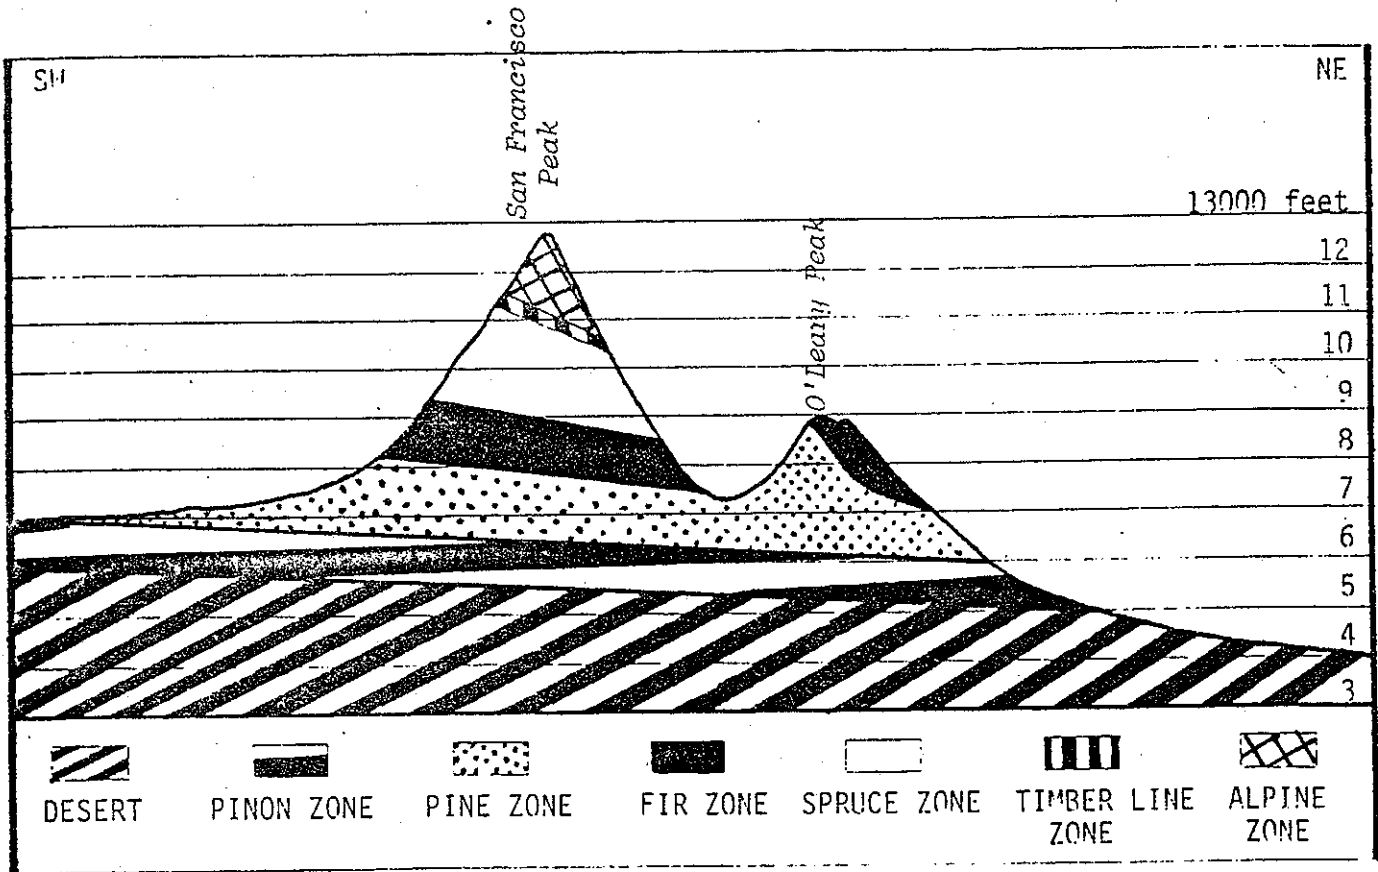 San Francisco
Peak
SW
NE
13000 feet
O'Leary Peak
12
11
10
9
8
7
6
5
4
3
DESERT
PINON ZONE
PINE ZONE
FIR ZONE
SPRUCE ZONE
TIMBER LINE
ZONE
ALPINE
ZONE